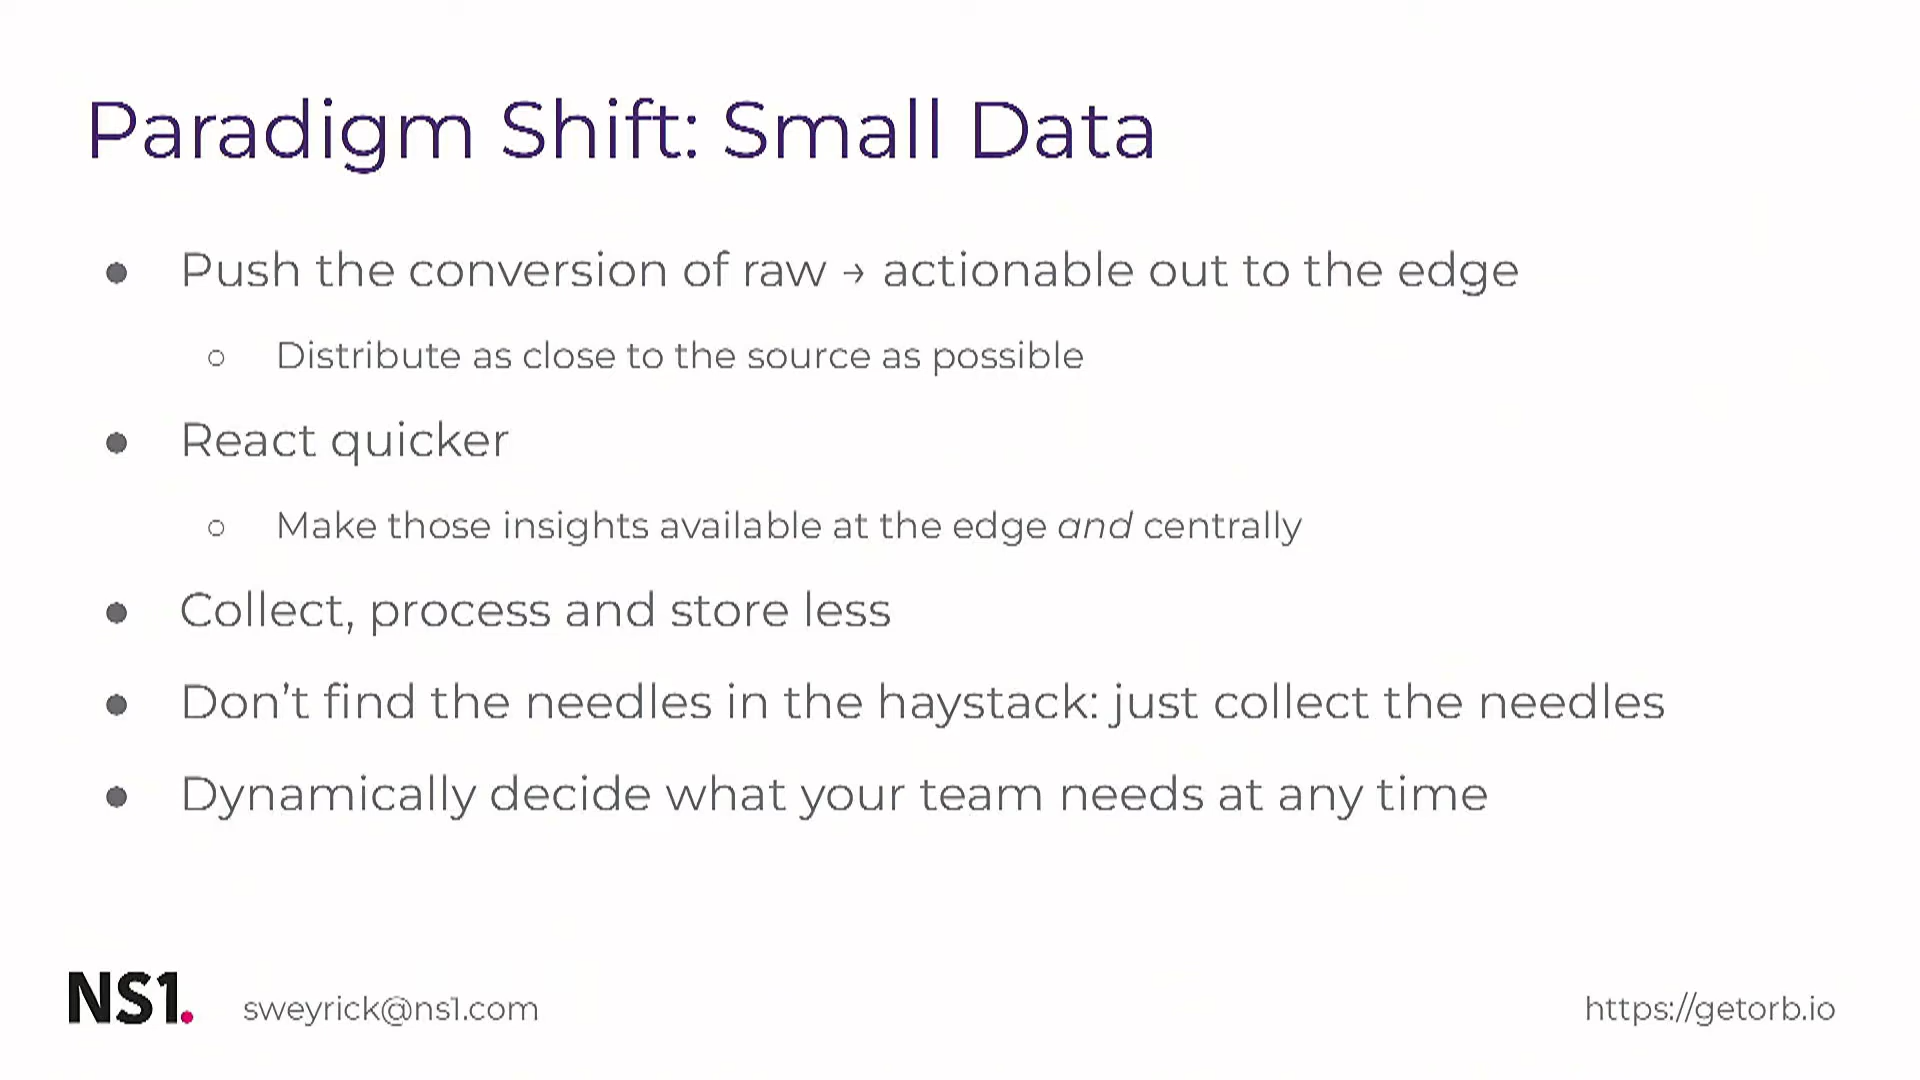 Paradigm Shift: Small Data
● Push the conversion of raw → actionable out to the edge
○ Distribute as close to the source as possible
● React quicker
○ Make those insights available at the edge and centrally
● Collect, process and store less
● Don’t find the needles in the haystack: just collect the needles
● Dynamically decide what your team needs at any time
NS1. sweyrick@ns1.com https://getorb.io